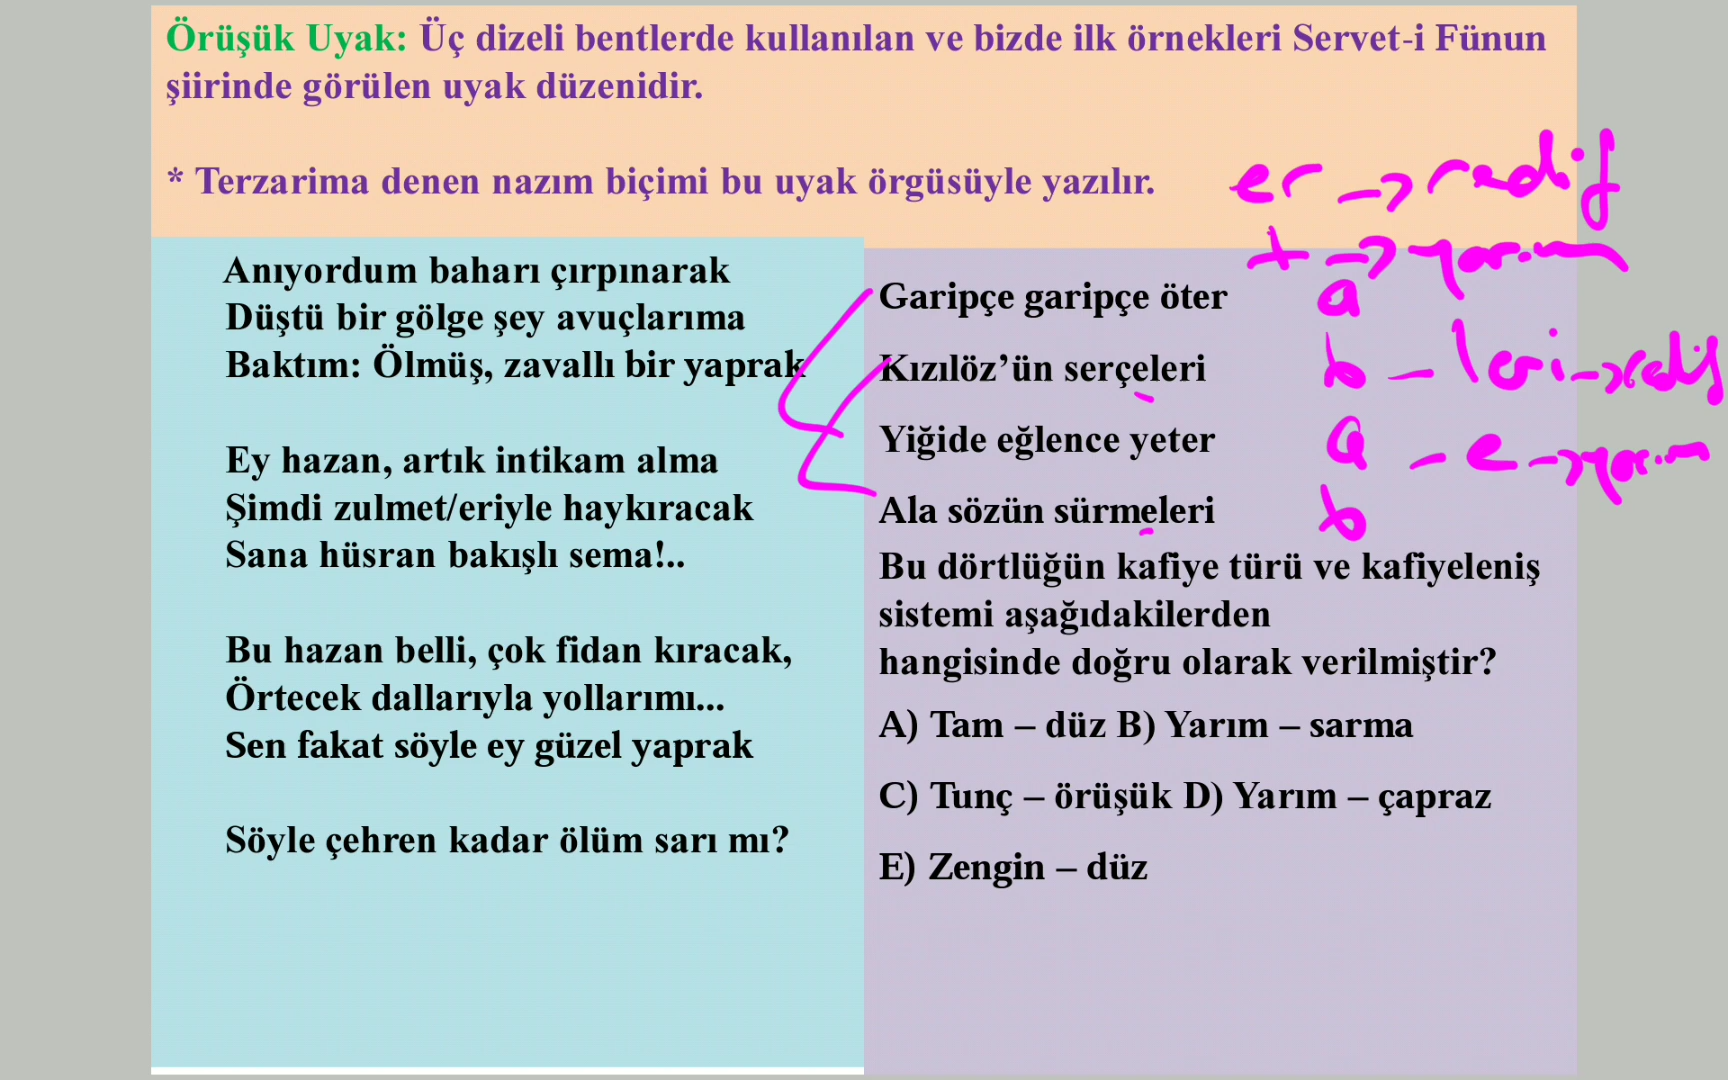 Örüşük Uyak: Üç dizeli bentlerde kullanılan ve bizde ilk örnekleri Servet-i Fünun
şiirinde görülen uyak düzenidir.
* Terzarima denen nazım biçimi bu uyak örgüsüyle yazılır.
er → redif
t → yarım
Anıyordum baharı çırpınarak
Düştü bir gölge şey avuçlarıma
Baktım: Ölmüş, zavallı bir yaprak
Ey hazan, artık intikam alma
Şimdi zulmet/eriyle haykıracak
Sana hüsran bakışlı sema!..
Bu hazan belli, çok fidan kıracak,
Örtecek dallarıyla yollarımı...
Sen fakat söyle ey güzel yaprak
Söyle çehren kadar ölüm sarı mı?
Garipçe garipçe öter a
Kızılöz’ün serçeleri b – leri → redif
Yiğide eğlence yeter a – e → yarım
Ala sözün sürmeleri b
Bu dörtlüğün kafiye türü ve kafiyeleniş
sistemi aşağıdakilerden
hangisinde doğru olarak verilmiştir?
A) Tam – düz B) Yarım – sarma
C) Tunç – örüşük D) Yarım – çapraz
E) Zengin – düz